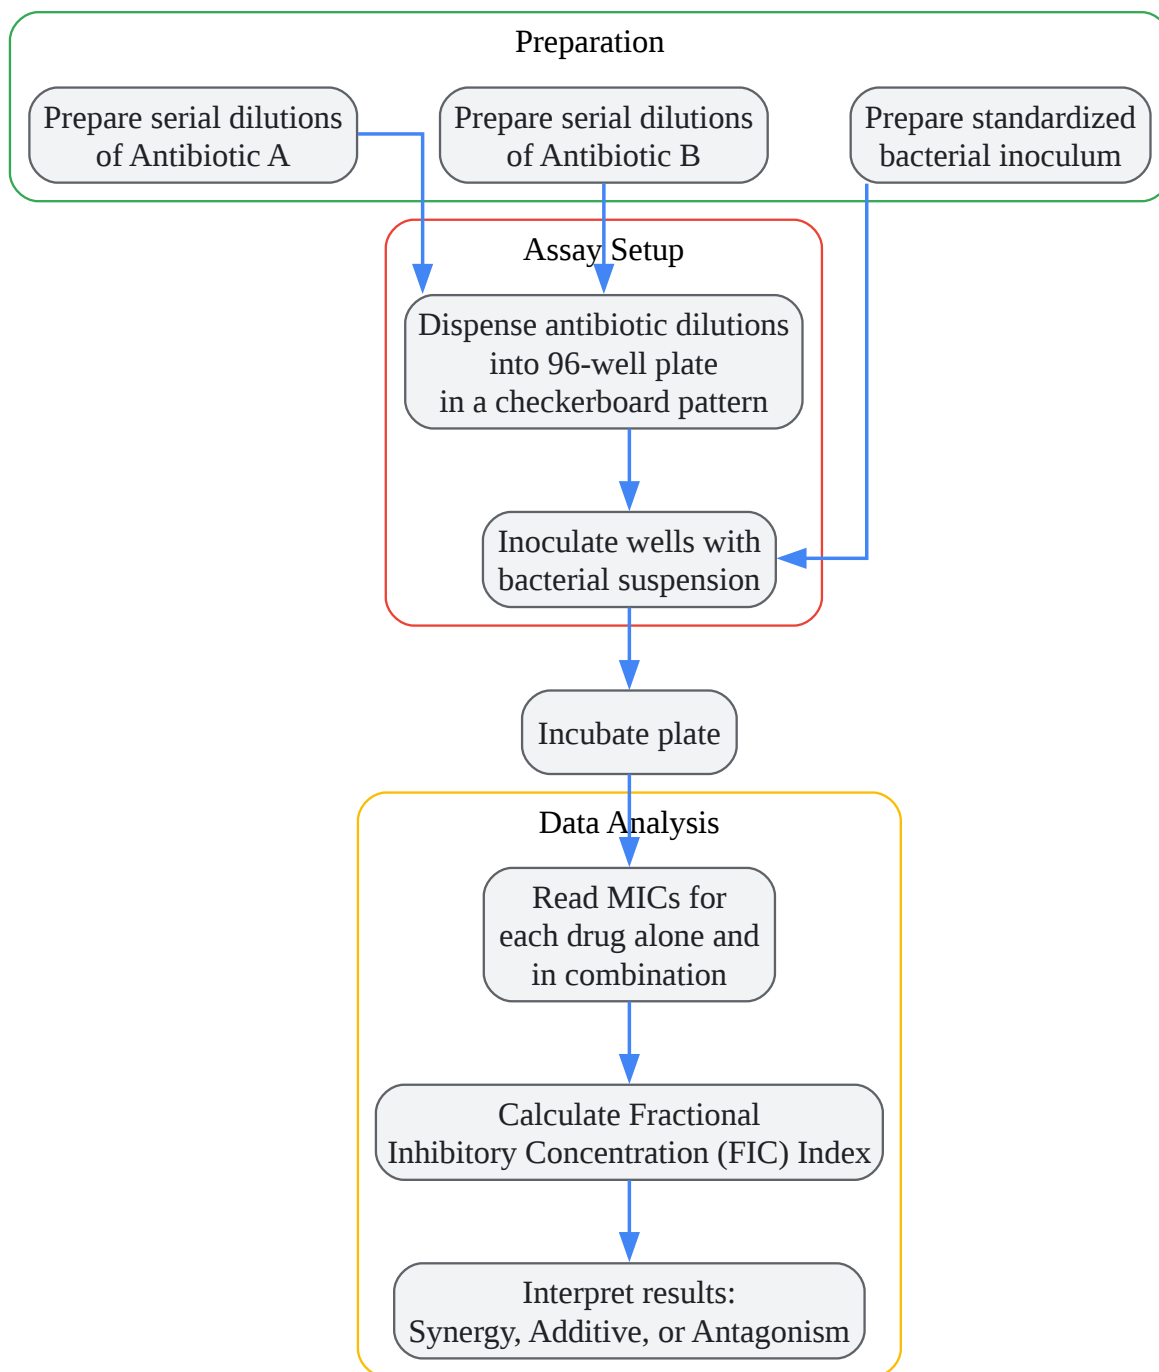 Preparation
Prepare serial dilutions
of Antibiotic A
Prepare serial dilutions
of Antibiotic B
Prepare standardized
bacterial inoculum
Assay Setup
Dispense antibiotic dilutions
into 96-well plate
in a checkerboard pattern
Inoculate wells with
bacterial suspension
Incubate plate
Data Analysis
Read MICs for
each drug alone and
in combination
Calculate Fractional
Inhibitory Concentration (FIC) Index
Interpret results:
Synergy, Additive, or Antagonism